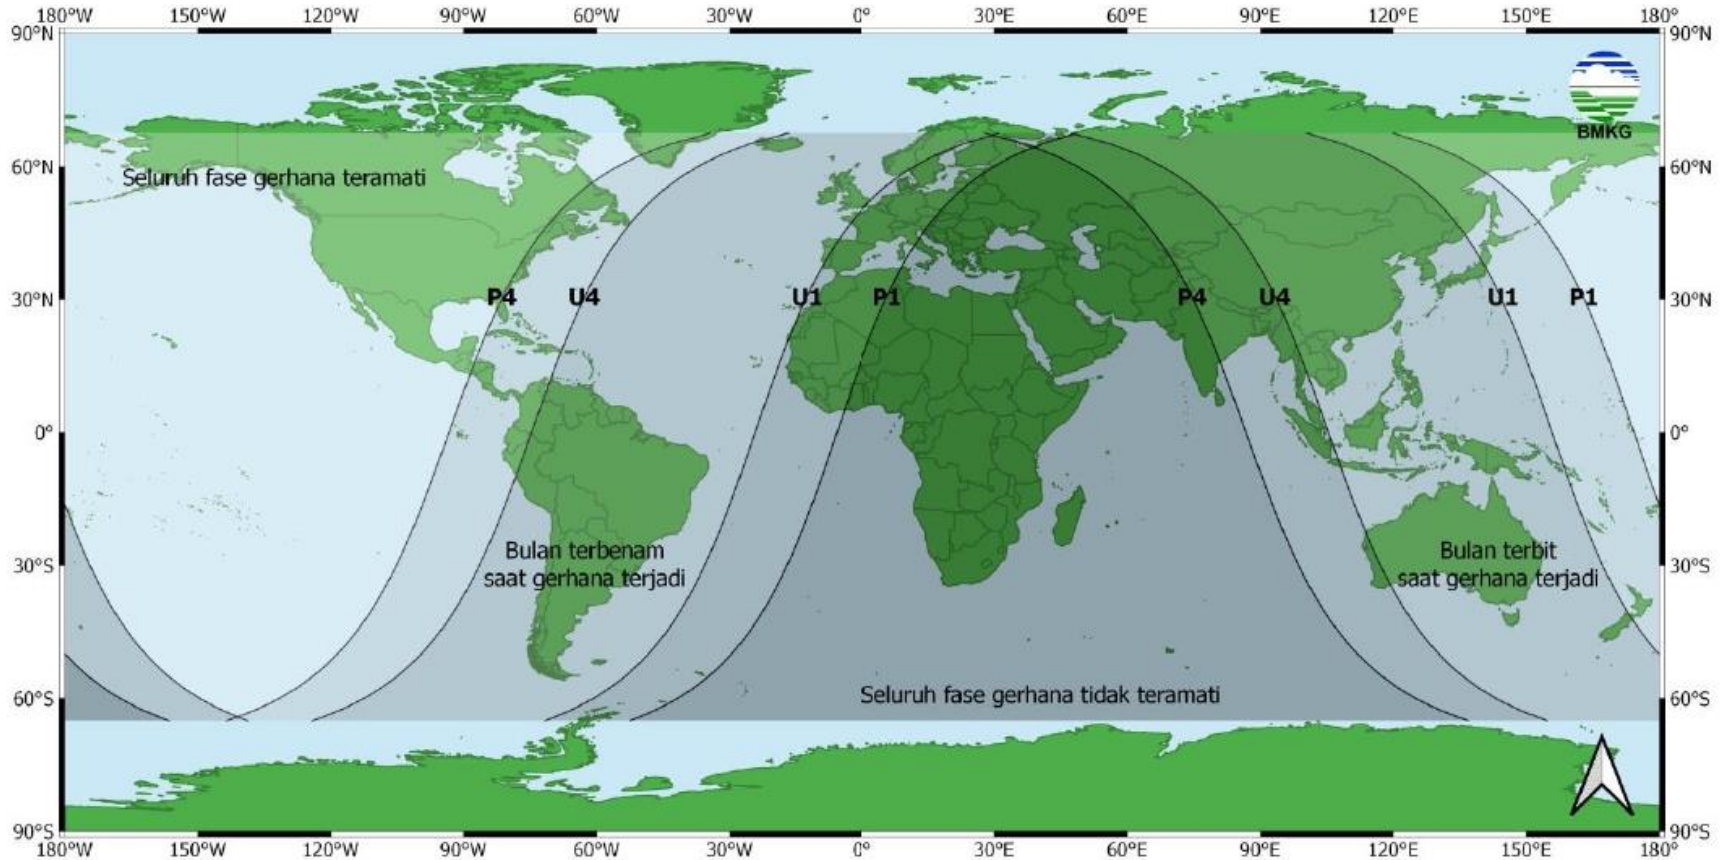 180°W 150°W 120°W 90°W 60°W 30°W 0° 30°E 60°E 90°E 120°E 150°E 180°
90°N 90°N
BMKG
60°N 60°N
Seluruh fase gerhana teramati
30°N P4 U4 U1 P1 P4 U4 U1 P1 30°N
0° 0°
Bulan terbenam
saat gerhana terjadi
Bulan terbit
saat gerhana terjadi
30°S 30°S
60°S 60°S
Seluruh fase gerhana tidak teramati
90°S 90°S
180°W 150°W 120°W 90°W 60°W 30°W 0° 30°E 60°E 90°E 120°E 150°E 180°